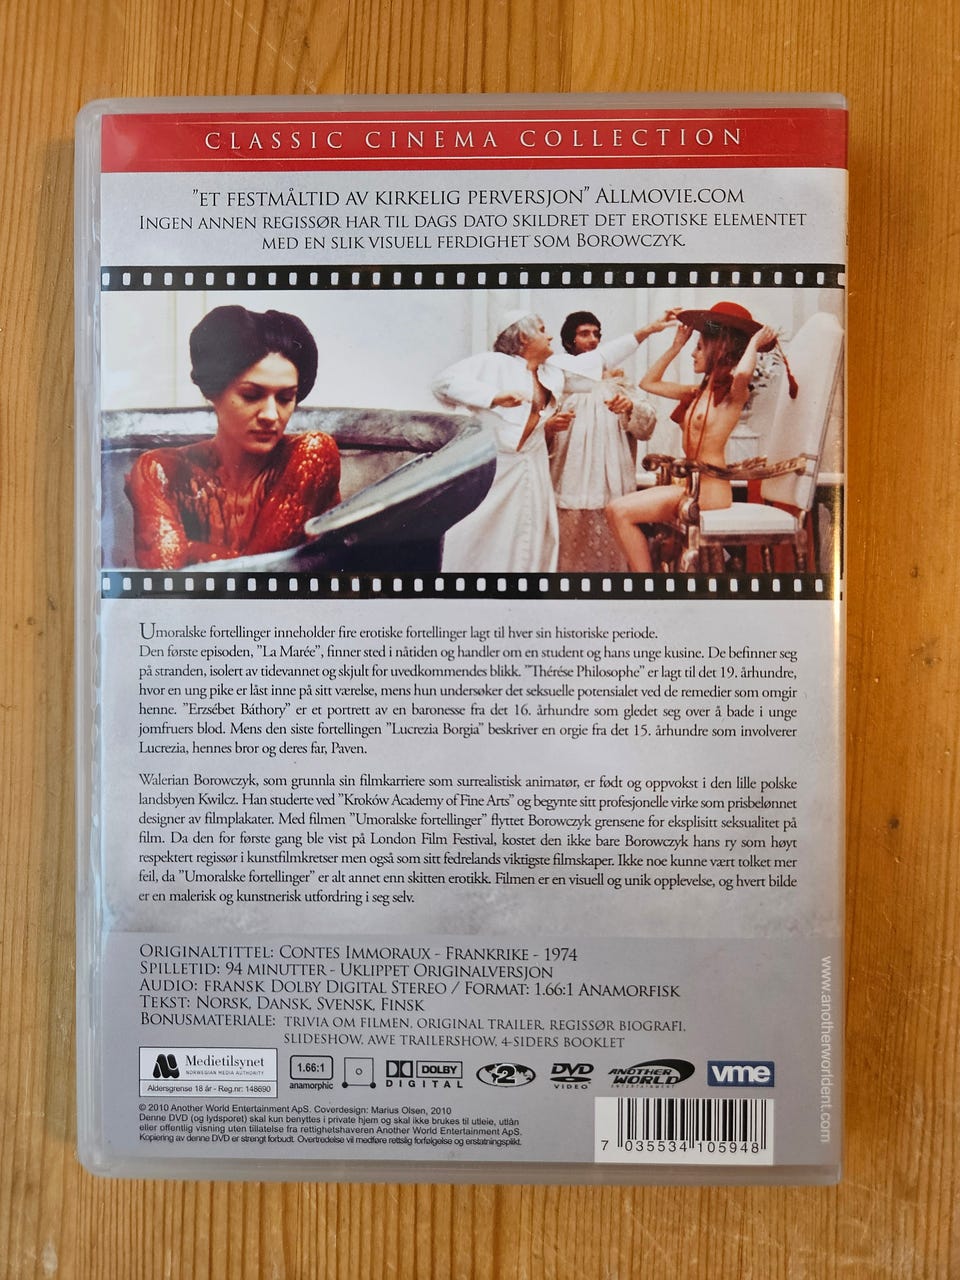 CLASSIC CINEMA COLLECTION
"ET FESTMÅLTID AV KIRKELIG PERVERSJON" ALLMOVIE.COM
INGEN ANNEN REGISSØR HAR TIL DAGS DATO SKILDRET DET EROTISKE ELEMENTET
MED EN SLIK VISUELL FERDIGHET SOM BOROWCZYK.
Umoralske fortellinger inneholder fire erotiske fortellinger lagt til hver sin historiske periode.
Den første episoden, "La Marée", finner sted i nåtiden og handler om en student og hans unge kusine. De befinner seg
på stranden, isolert av tidevannet og skjult for uvedkommendes blikk. "Thérése Philosophe" er lagt til det 19. århundre,
hvor en ung pike er låst inne på sitt værelse, mens hun undersøker det seksuelle potensialet ved de remedier som omgir
henne. "Erzsébet Báthory" er et portrett av en baronesse fra det 16. århundre som gledet seg over å bade i unge
jomfruers blod. Mens den siste fortellingen "Lucrezia Borgia" beskriver en orgie fra det 15. århundre som involverer
Lucrezia, hennes bror og deres far, Paven.
Walerian Borowczyk, som grunnla sin filmkarriere som surrealistisk animatør, er født og oppvokst i den lille polske
landsbyen Kwilcz. Han studerte ved "Kroków Academy of Fine Arts" og begynte sitt profesjonelle virke som prisbelønnet
designer av filmplakater. Med filmen "Umoralske fortellinger" flyttet Borowczyk grensene for eksplisitt seksualitet på
film. Da den for første gang ble vist på London Film Festival, kostet den ikke bare Borowczyk hans ry som høyt
respektert regissør i kunstfilmkretser men også som sitt fedrelands viktigste filmskaper. Ikke noe kunne vært tolket mer
feil, da "Umoralske fortellinger" er alt annet enn skitten erotikk. Filmen er en visuell og unik opplevelse, og hvert bilde
er en malerisk og kunstnerisk utfordring i seg selv.
ORIGINALTITTEL: CONTES IMMORAUX - FRANKRIKE - 1974
SPILLETID: 94 MINUTTER - UKLIPPET ORIGINALVERSJON
AUDIO: FRANSK DOLBY DIGITAL STEREO / FORMAT: 1.66:1 ANAMORFISK
TEKST: NORSK, DANSK, SVENSK, FINSK
BONUSMATERIALE: TRIVIA OM FILMEN, ORIGINAL TRAILER, REGISSØR BIOGRAFI,
SLIDESHOW, AWE TRAILERSHOW, 4-SIDERS BOOKLET
www.anotherworldent.com
Medietilsynet
NORWEGIAN MEDIA AUTHORITY
Aldersgrense 18 år - Reg.nr: 148690
1.66:1
anamorphic
DOLBY
DIGITAL
2
DVD
VIDEO
ANOTHER
WORLD
ENTERTAINMENT
vme
© 2010 Another World Entertainment ApS. Coverdesign: Marius Olsen, 2010
Denne DVD (og lydsporet) skal kun benyttes i private hjem og skal ikke brukes til utleie, utlån
eller offentlig visning uten tillatelse fra rettighetshaveren Another World Entertainment ApS.
Kopiering av denne DVD er strengt forbudt. Overtredelse vil medføre rettslig forfølgelse og erstatningsplikt.
7 035534 105948